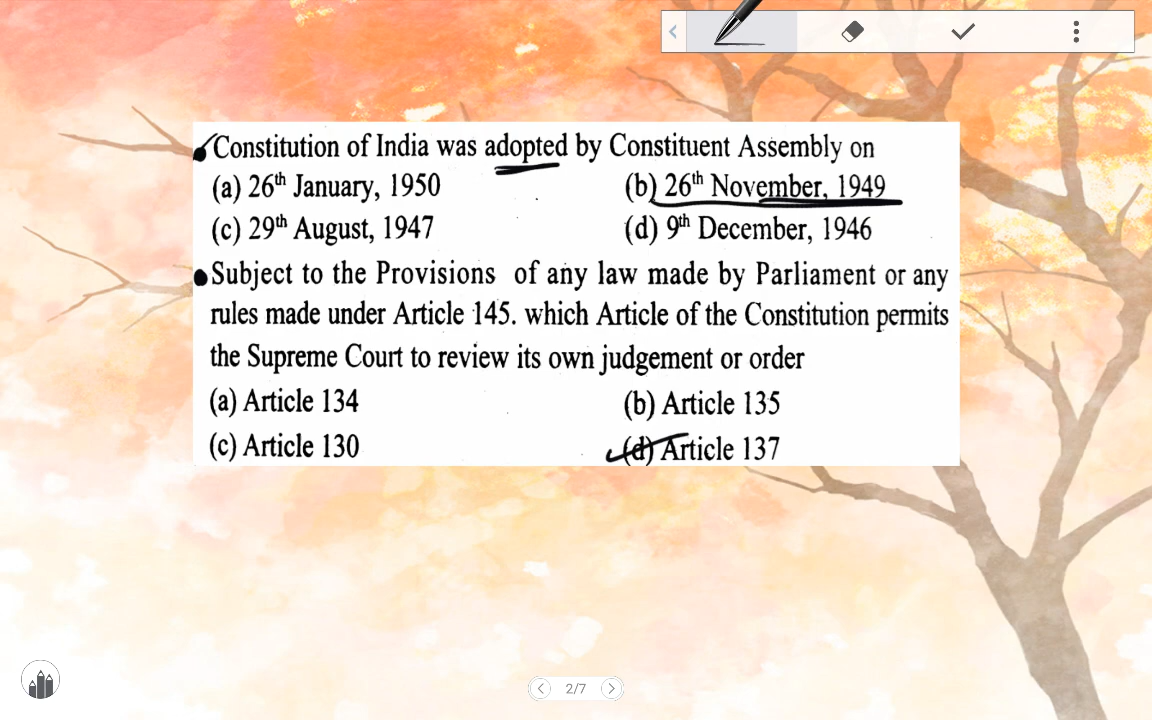 Constitution of India was adopted by Constituent Assembly on
(a) 26th January, 1950 (b) 26th November, 1949
(c) 29th August, 1947 (d) 9th December, 1946
Subject to the Provisions of any law made by Parliament or any
rules made under Article 145. which Article of the Constitution permits
the Supreme Court to review its own judgement or order
(a) Article 134 (b) Article 135
(c) Article 130 (d) Article 137
2/7